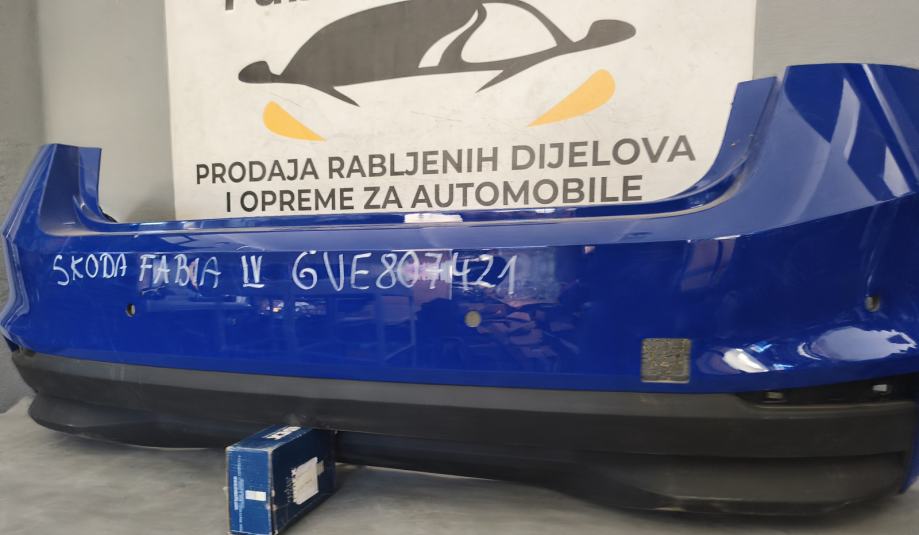 PRODAJA RABLJENIH DIJELOVA
I OPREME ZA AUTOMOBILE
SKODA FABIA IV 6VE807421